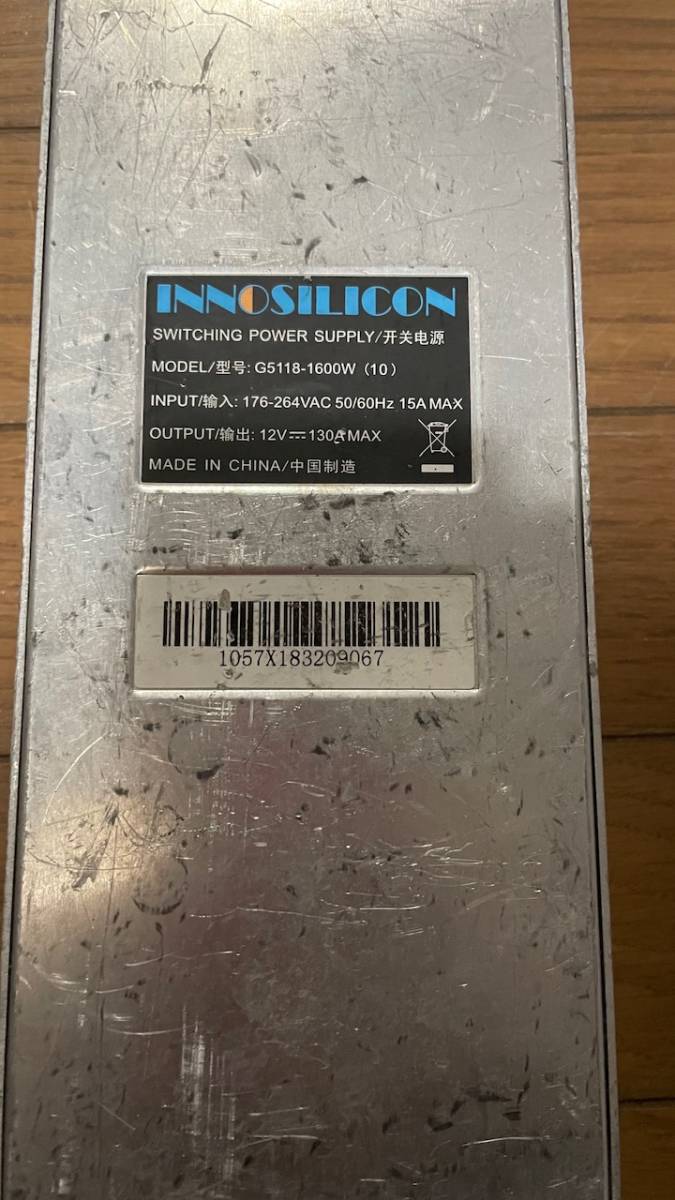 INNOSILICON
SWITCHING POWER SUPPLY/开关电源
MODEL/型号: G5118-1600W (10)
INPUT/输入: 176-264VAC 50/60Hz 15A MAX
OUTPUT/输出: 12V⎓130A MAX
MADE IN CHINA/中国制造
1057X183209067